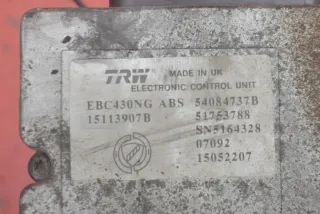 TRW MADE IN UK
ELECTRONIC CONTROL UNIT
EBC430NG ABS 54084737B
15113907B 51753788
SN5164328
07092
15052207